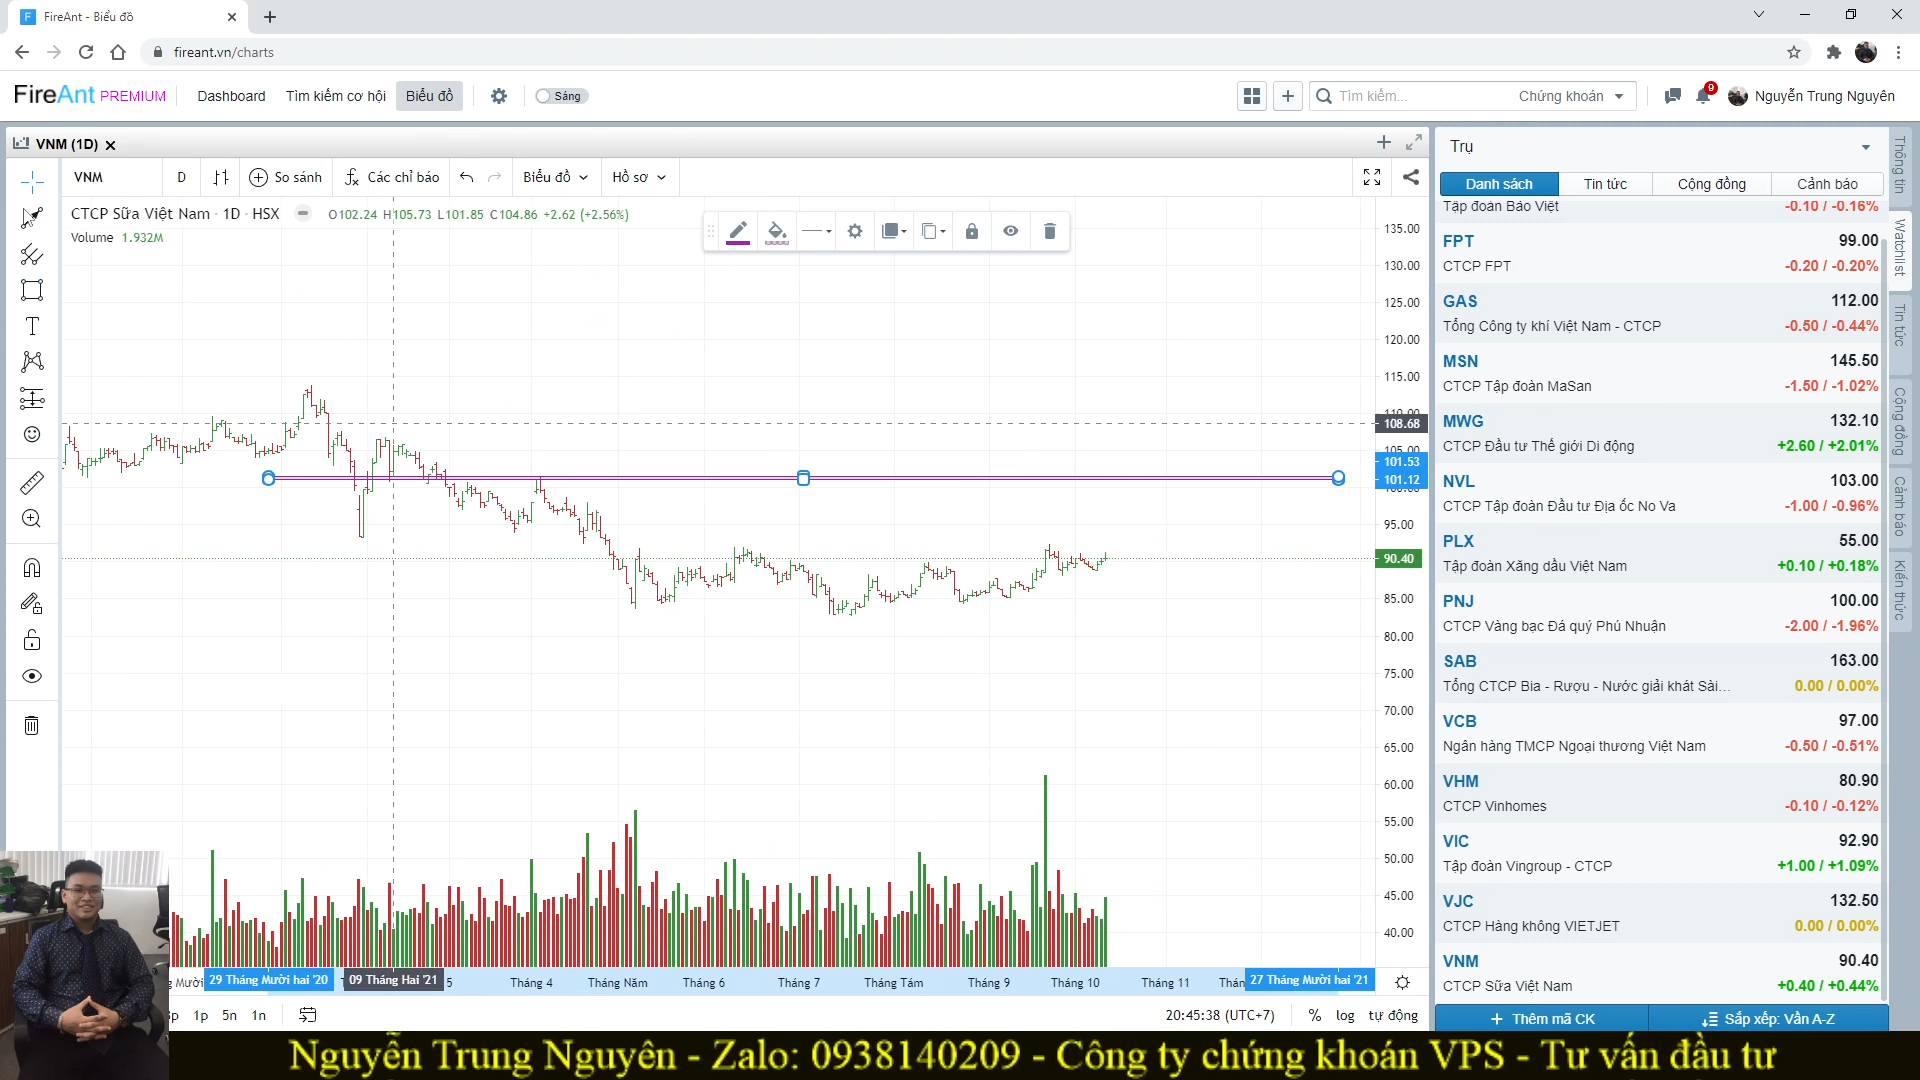 FireAnt - Biểu đồ
fireant.vn/charts
FireAnt PREMIUM
Dashboard
Tìm kiếm cơ hội
Biểu đồ
Sáng
Tìm kiếm...
Chứng khoán
9
Nguyễn Trung Nguyên
VNM (1D)
VNM
D
So sánh
Các chỉ báo
Biểu đồ
Hồ sơ
CTCP Sữa Việt Nam · 1D · HSX
O102.24 H105.73 L101.85 C104.86 +2.62 (+2.56%)
Volume 1.932M
135.00
130.00
125.00
120.00
115.00
110.00
108.68
105.00
101.53
101.12
100.00
95.00
90.40
85.00
80.00
75.00
70.00
65.00
60.00
55.00
50.00
45.00
40.00
29 Tháng Mười hai '20
09 Tháng Hai '21
5
Tháng 4
Tháng Năm
Tháng 6
Tháng 7
Tháng Tám
Tháng 9
Tháng 10
Tháng 11
27 Tháng Mười hai '21
1p
5n
1n
20:45:38 (UTC+7)
%
log
tự động
Trụ
Danh sách
Tin tức
Cộng đồng
Cảnh báo
Tập đoàn Bảo Việt
-0.10 / -0.16%
FPT
99.00
CTCP FPT
-0.20 / -0.20%
GAS
112.00
Tổng Công ty khí Việt Nam - CTCP
-0.50 / -0.44%
MSN
145.50
CTCP Tập đoàn MaSan
-1.50 / -1.02%
MWG
132.10
CTCP Đầu tư Thế giới Di động
+2.60 / +2.01%
NVL
103.00
CTCP Tập đoàn Đầu tư Địa ốc No Va
-1.00 / -0.96%
PLX
55.00
Tập đoàn Xăng dầu Việt Nam
+0.10 / +0.18%
PNJ
100.00
CTCP Vàng bạc Đá quý Phú Nhuận
-2.00 / -1.96%
SAB
163.00
Tổng CTCP Bia - Rượu - Nước giải khát Sài...
0.00 / 0.00%
VCB
97.00
Ngân hàng TMCP Ngoại thương Việt Nam
-0.50 / -0.51%
VHM
80.90
CTCP Vinhomes
-0.10 / -0.12%
VIC
92.90
Tập đoàn Vingroup - CTCP
+1.00 / +1.09%
VJC
132.50
CTCP Hàng không VIETJET
0.00 / 0.00%
VNM
90.40
CTCP Sữa Việt Nam
+0.40 / +0.44%
Thêm mã CK
Sắp xếp: Vần A-Z
Thông tin
Watchlist
Tin tức
Cộng đồng
Cảnh báo
Kiến thức
Nguyễn Trung Nguyên - Zalo: 0938140209 - Công ty chứng khoán VPS - Tư vấn đầu tư